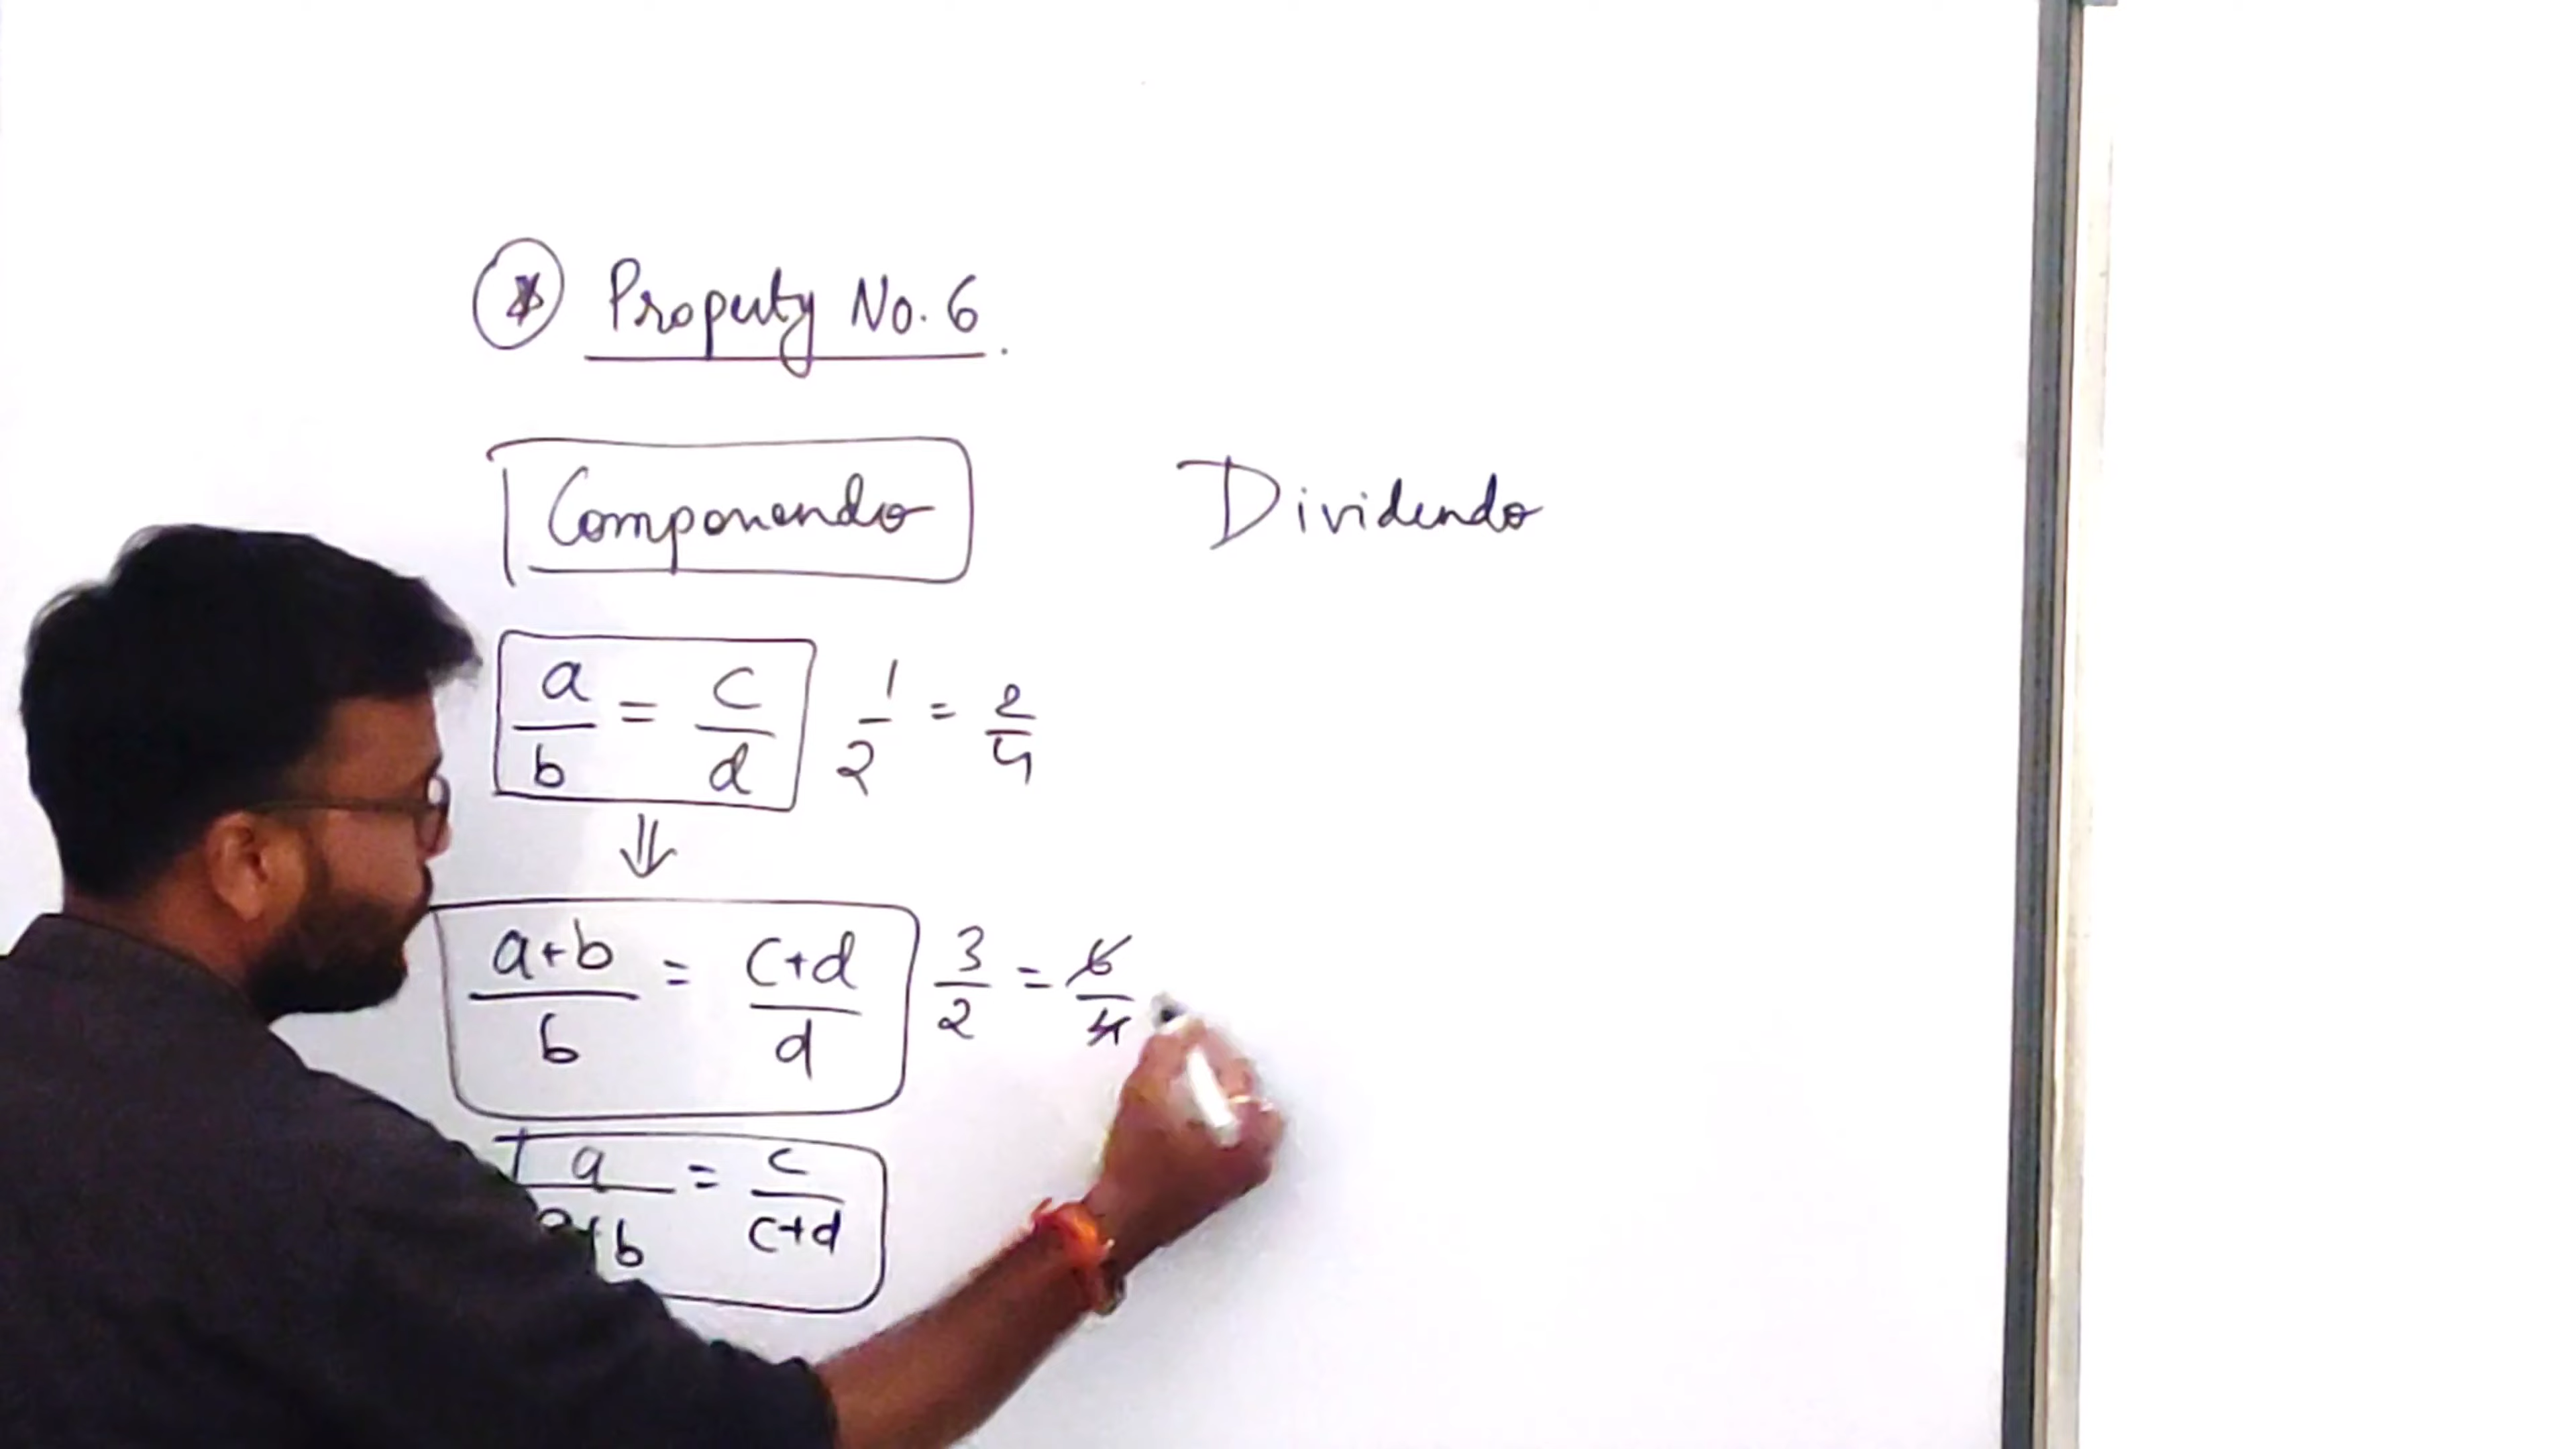 * Property No. 6.
Componendo Dividendo
a/b = c/d 1/2 = 2/4
⇓
a+b/b = c+d/d 3/2 = 6/4
a/a+b = c/c+d